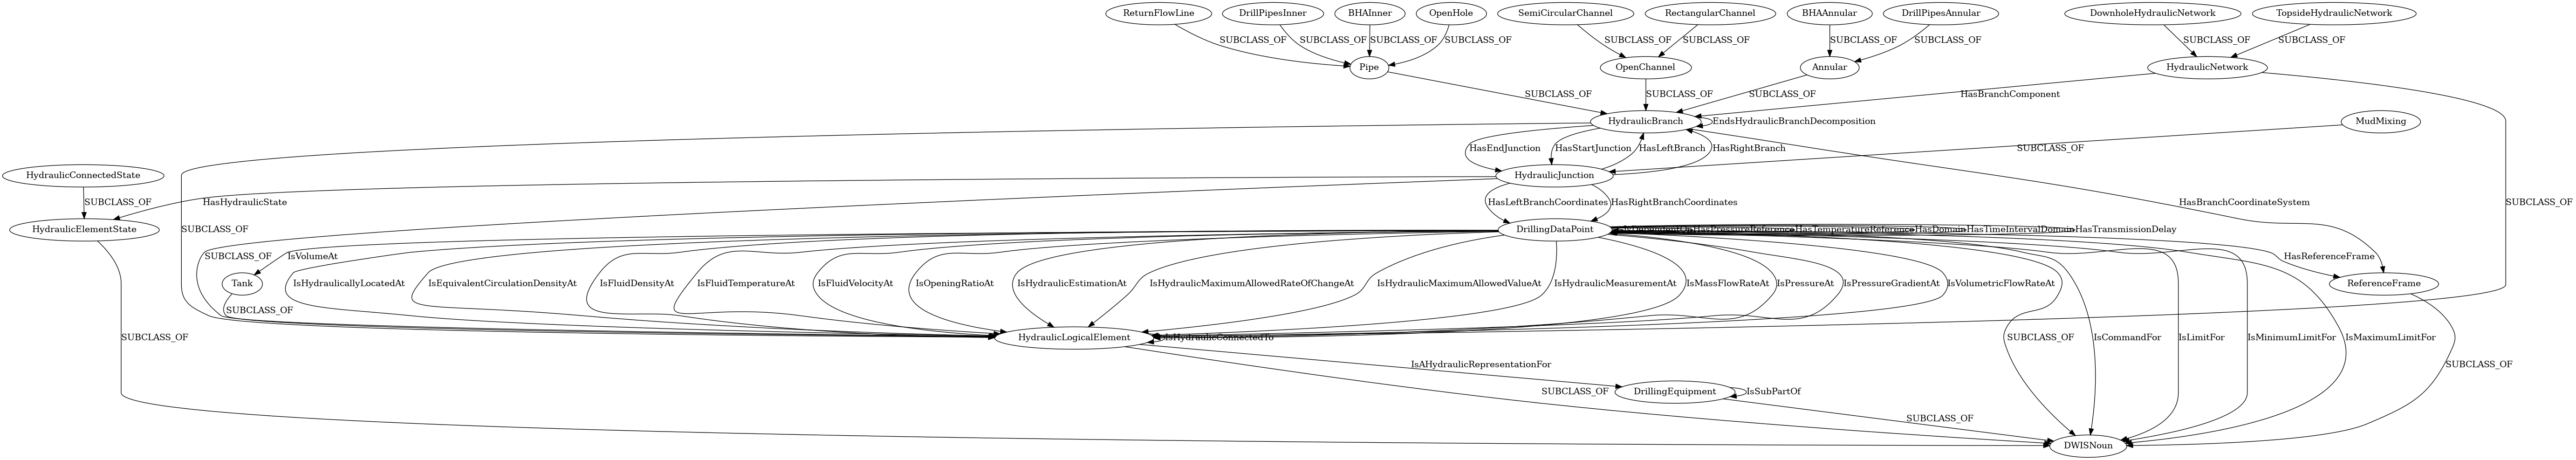 ReturnFlowLine
DrillPipesInner
BHAInner
OpenHole
SemiCircularChannel
RectangularChannel
BHAAnnular
DrillPipesAnnular
DownholeHydraulicNetwork
TopsideHydraulicNetwork
SUBCLASS_OF
SUBCLASS_OF
SUBCLASS_OF
SUBCLASS_OF
SUBCLASS_OF
SUBCLASS_OF
SUBCLASS_OF
SUBCLASS_OF
SUBCLASS_OF
SUBCLASS_OF
Pipe
OpenChannel
Annular
HydraulicNetwork
SUBCLASS_OF
SUBCLASS_OF
SUBCLASS_OF
HasBranchComponent
HydraulicBranch
EndsHydraulicBranchDecomposition
MudMixing
HasEndJunction
HasStartJunction
HasLeftBranch
HasRightBranch
SUBCLASS_OF
HydraulicConnectedState
HydraulicJunction
SUBCLASS_OF
HasHydraulicState
HasLeftBranchCoordinates
HasRightBranchCoordinates
HasBranchCoordinateSystem
SUBCLASS_OF
HydraulicElementState
SUBCLASS_OF
DrillingDataPoint
HasPressureReference
HasTemperatureReference
HasDomain
HasTimeIntervalDomain
HasTransmissionDelay
SUBCLASS_OF
IsVolumeAt
HasReferenceFrame
Tank
IsHydraulicallyLocatedAt
IsEquivalentCirculationDensityAt
IsFluidDensityAt
IsFluidTemperatureAt
IsFluidVelocityAt
IsOpeningRatioAt
IsHydraulicEstimationAt
IsHydraulicMaximumAllowedRateOfChangeAt
IsHydraulicMaximumAllowedValueAt
IsHydraulicMeasurementAt
IsMassFlowRateAt
IsPressureAt
IsPressureGradientAt
IsVolumetricFlowRateAt
ReferenceFrame
SUBCLASS_OF
SUBCLASS_OF
HydraulicLogicalElement
IsHydraulicConnectedTo
SUBCLASS_OF
IsCommandFor
IsLimitFor
IsMinimumLimitFor
IsMaximumLimitFor
IsAHydraulicRepresentationFor
SUBCLASS_OF
SUBCLASS_OF
DrillingEquipment
IsSubPartOf
SUBCLASS_OF
DWISNoun